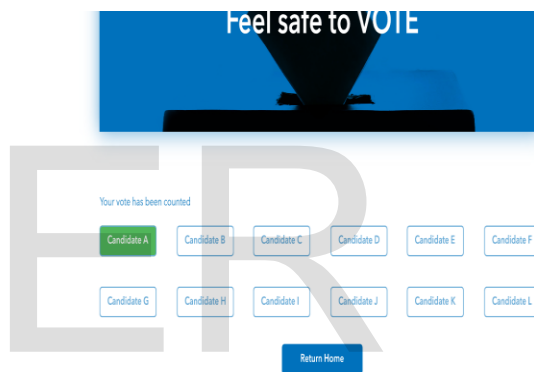 Feel safe to VOTE
Your vote has been counted
Candidate A Candidate B Candidate C Candidate D Candidate E Candidate F
Candidate G Candidate H Candidate I Candidate J Candidate K Candidate L
Return Home
ER